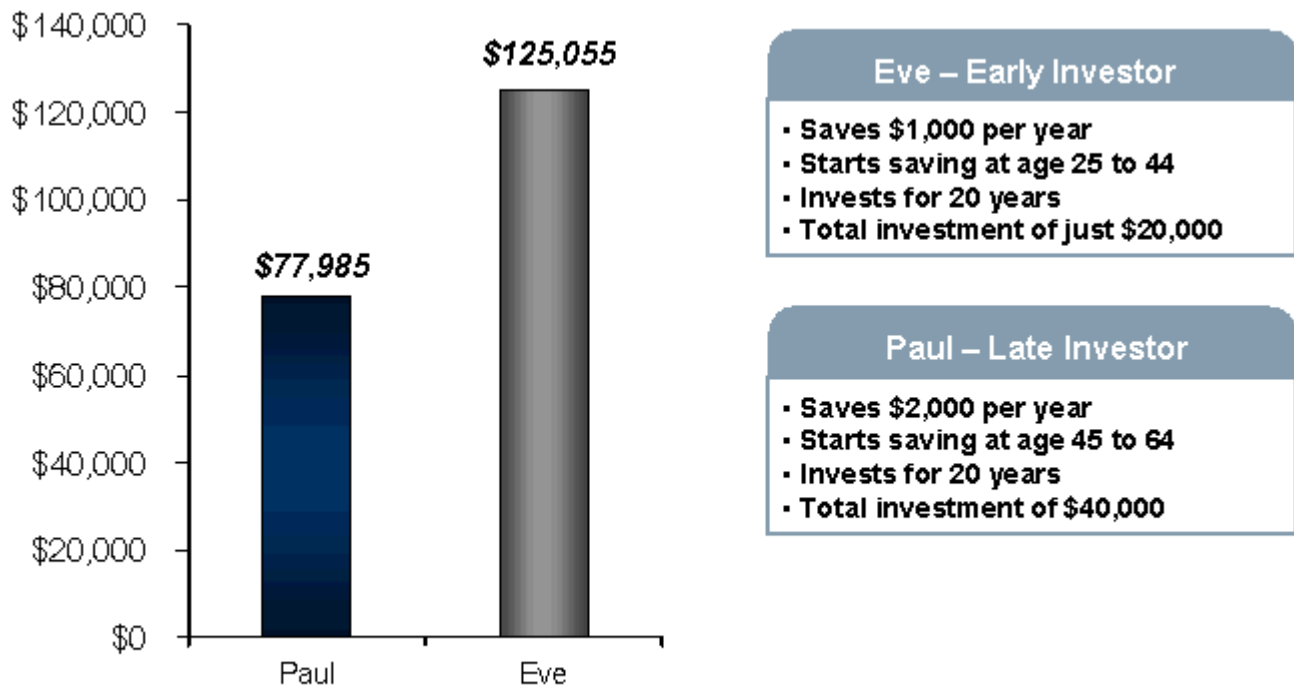 $140,000
$120,000
$100,000
$80,000
$60,000
$40,000
$20,000
$0
$77,985
$125,055
Paul
Eve
Eve – Early Investor
· Saves $1,000 per year
· Starts saving at age 25 to 44
· Invests for 20 years
· Total investment of just $20,000
Paul – Late Investor
· Saves $2,000 per year
· Starts saving at age 45 to 64
· Invests for 20 years
· Total investment of $40,000